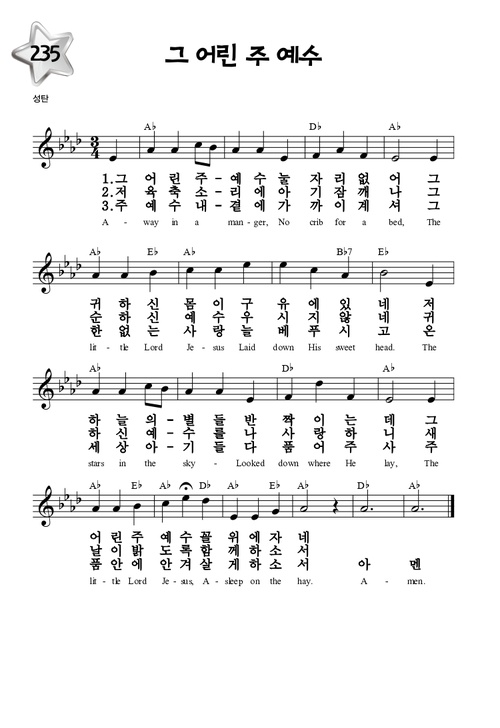 235
그 어린 주 예수
성탄
A♭ D♭ A♭
3/4
1.그 어 린 주 - 예 수 눌 자 리 없 어 그
2.저 육 축 소 - 리 에 아 기 잠 깨 나 그
3.주 예 수 내 - 곁 에 가 까 이 계 셔 그
A - way in a man - ger, No crib for a bed, The
A♭ E♭ A♭ B♭7 E♭
귀 하 신 몸 이 구 유 에 있 네 저
순 하 신 예 수 우 시 지 않 네 귀
한 없 는 사 랑 늘 베 푸 시 고 온
lit - tle Lord Je - sus Laid down His sweet head. The
A♭ D♭ A♭
하 늘 의 - 별 들 반 짝 이 는 데 그
하 신 예 - 수 를 나 사 랑 하 니 새
세 상 아 - 기 들 다 품 어 주 사 주
stars in the sky - Looked down where He lay, The
A♭ E♭ A♭ D♭ E♭ A♭ D♭ A♭
어 린 주 예 수 꼴 위 에 자 네
날 이 밝 도 록 함 께 하 소 서
품 안 에 안 겨 살 게 하 소 서 아 멘
lit - tle Lord Je - sus, A - sleep on the hay. A - men.